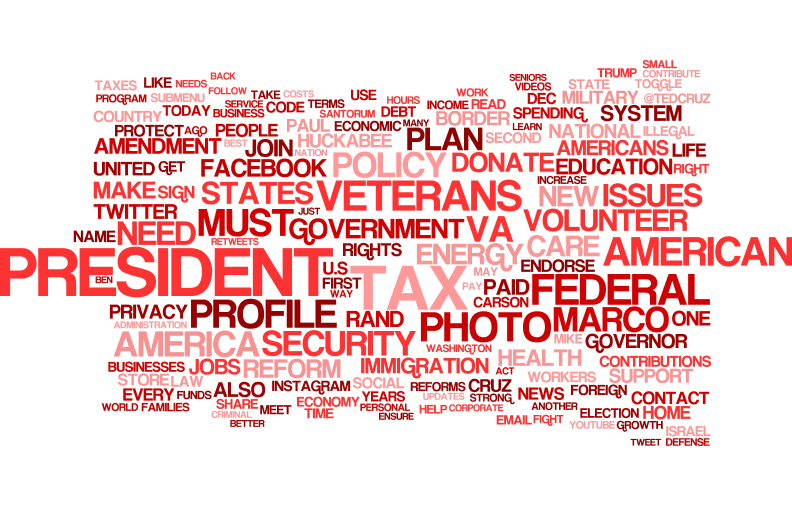 SMALL
BACK TRUMP CONTRIBUTE
TAXES LIKE NEEDS SENIORS VIDEOS STATE TOGGLE
FOLLOW TAKE COSTS USE WORK
PROGRAM SUBMENU SERVICE CODE TERMS HOURS INCOME READ DEC MILITARY @TEDCRUZ
COUNTRY TODAY BUSINESS SANTORUM DEBT BORDER SPENDING SYSTEM
PROTECT AGO PEOPLE PAUL ECONOMIC MANY LEARN NATIONAL ILLEGAL
AMENDMENT BEST JOIN HUCKABEE PLAN SECOND AMERICANS LIFE
NATION
UNITED GET FACEBOOK POLICY DONATE EDUCATION RIGHT
INCREASE
MAKE SIGN STATES VETERANS NEW ISSUES
TWITTER MUST JUST GOVERNMENT VA VOLUNTEER
NAME NEED RETWEETS RIGHTS ENERGY CARE AMERICAN
PRESIDENT BEN U.S TAX MAY ENDORSE
FIRST PAY PAID FEDERAL
WAY CARSON
PRIVACY PROFILE RAND PHOTO MARCO ONE
ADMINISTRATION
AMERICA SECURITY WASHINGTON MIKE GOVERNOR
HEALTH
BUSINESSES JOBS REFORM IMMIGRATION ACT CONTRIBUTIONS
STORE LAW WORKERS SUPPORT
EVERY FUNDS ALSO INSTAGRAM SOCIAL REFORMS CRUZ NEWS FOREIGN
YEARS UPDATES STRONG CONTACT
WORLD FAMILIES SHARE MEET ECONOMY PERSONAL HELP CORPORATE ANOTHER ELECTION HOME
CRIMINAL TIME ENSURE EMAIL FIGHT
BETTER YOUTUBE GROWTH ISRAEL
TWEET DEFENSE